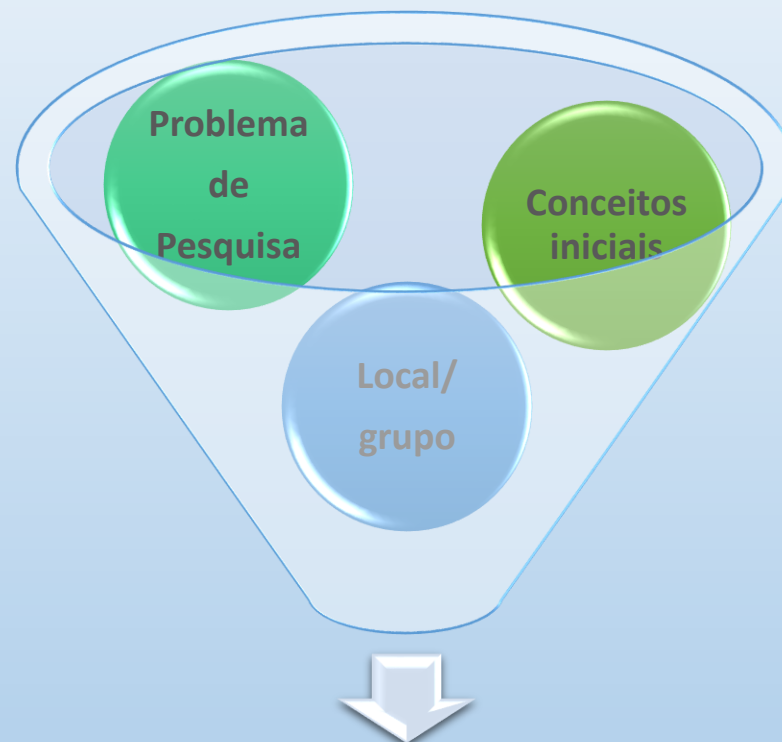 Problema
de
Pesquisa
Conceitos
iniciais
Local/
grupo